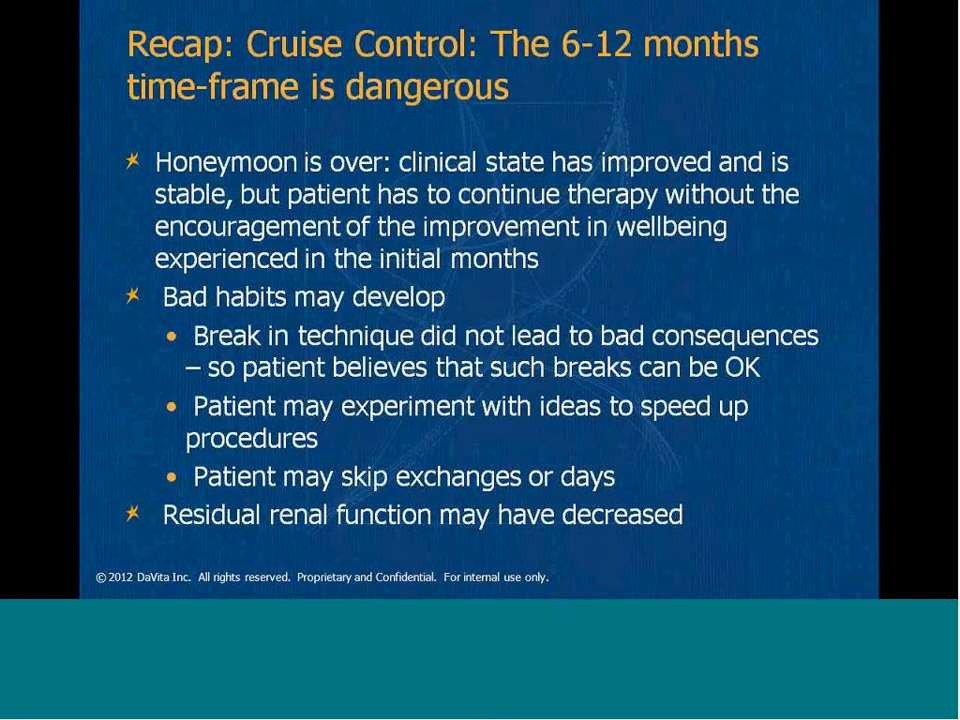 Recap: Cruise Control: The 6-12 months
time-frame is dangerous
Honeymoon is over: clinical state has improved and is
stable, but patient has to continue therapy without the
encouragement of the improvement in wellbeing
experienced in the initial months
Bad habits may develop
Break in technique did not lead to bad consequences
– so patient believes that such breaks can be OK
Patient may experiment with ideas to speed up
procedures
Patient may skip exchanges or days
Residual renal function may have decreased
© 2012 DaVita Inc. All rights reserved. Proprietary and Confidential. For internal use only.